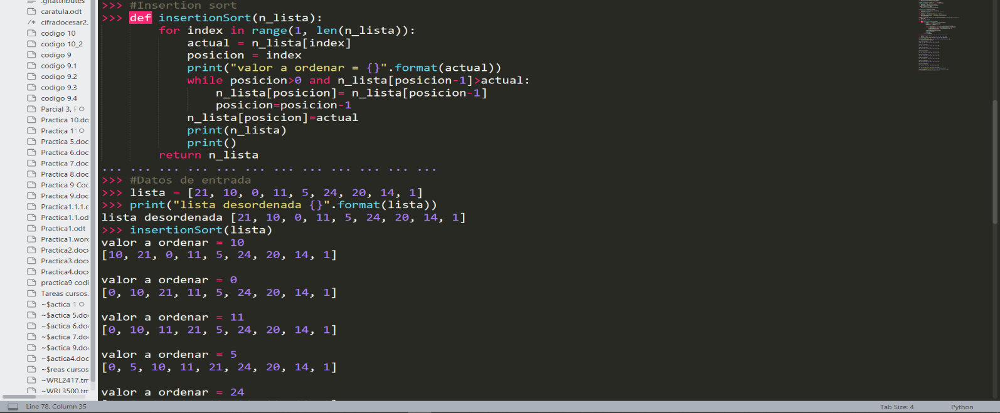 .gitattributes
caratula.odt
cifradocesar2.
codigo 10
codigo 10_2
codigo 9
codigo 9.1
codigo 9.2
codigo 9.3
codigo 9.4
Parcial 3,
Practica 10.do
Practica 1
Practica 5.doc
Practica 6.doc
Practica 7.doc
Practica 8.doc
Practica 9 Coc
Practica 9.doc
Practica1.1.1.c
Practica1.1.od
Practica1.odt
Practica1.word
Practica2.docx
Practica3.docx
Practica4.docx
practica9 codi
Tareas cursos.
~$actica 1
~$actica 5.do
~$actica 6.do
~$actica 7.do
~$actica 9.do
~$actica4.doc
~$reas cursos
~WRL2417.tm
~WRL3500.tm
>>> #Insertion sort
>>> def insertionSort(n_lista):
for index in range(1, len(n_lista)):
actual = n_lista[index]
posicion = index
print("valor a ordenar = {}".format(actual))
while posicion>0 and n_lista[posicion-1]>actual:
n_lista[posicion]= n_lista[posicion-1]
posicion=posicion-1
n_lista[posicion]=actual
print(n_lista)
print()
return n_lista
... ... ... ... ... ... ... ... ... ... ... ...
>>> #Datos de entrada
>>> lista = [21, 10, 0, 11, 5, 24, 20, 14, 1]
>>> print("lista desordenada {}".format(lista))
lista desordenada [21, 10, 0, 11, 5, 24, 20, 14, 1]
>>> insertionSort(lista)
valor a ordenar = 10
[10, 21, 0, 11, 5, 24, 20, 14, 1]
valor a ordenar = 0
[0, 10, 21, 11, 5, 24, 20, 14, 1]
valor a ordenar = 11
[0, 10, 11, 21, 5, 24, 20, 14, 1]
valor a ordenar = 5
[0, 5, 10, 11, 21, 24, 20, 14, 1]
valor a ordenar = 24
Line 78, Column 35
Tab Size: 4
Python